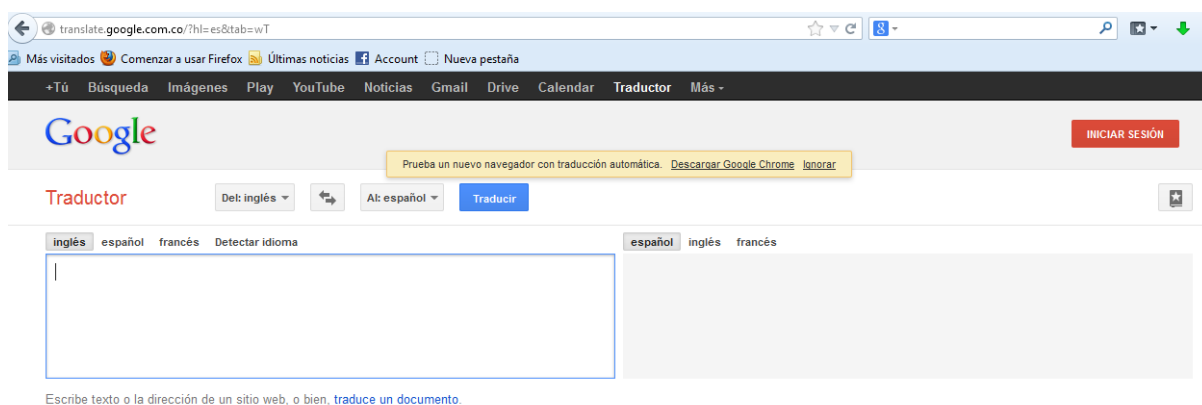 translate.google.com.co/?hl=es&tab=wT
Más visitados Comenzar a usar Firefox Últimas noticias Account Nueva pestaña
+Tú Búsqueda Imágenes Play YouTube Noticias Gmail Drive Calendar Traductor Más
Google
INICIAR SESIÓN
Prueba un nuevo navegador con traducción automática. Descargar Google Chrome Ignorar
Traductor Del: inglés Al: español Traducir
inglés español francés Detectar idioma español inglés francés
Escribe texto o la dirección de un sitio web, o bien, traduce un documento.